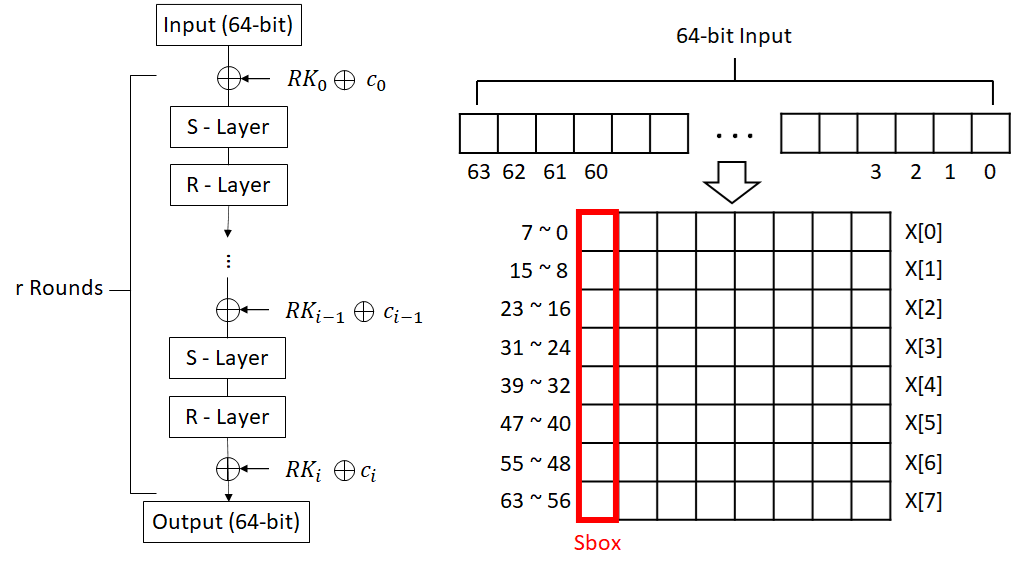 Input (64-bit)
RK₀ ⊕ c₀
S - Layer
R - Layer
...
r Rounds
RKᵢ₋₁ ⊕ cᵢ₋₁
S - Layer
R - Layer
RKᵢ ⊕ cᵢ
Output (64-bit)
64-bit Input
...
63 62 61 60 3 2 1 0
7 ~ 0 X[0]
15 ~ 8 X[1]
23 ~ 16 X[2]
31 ~ 24 X[3]
39 ~ 32 X[4]
47 ~ 40 X[5]
55 ~ 48 X[6]
63 ~ 56 X[7]
Sbox